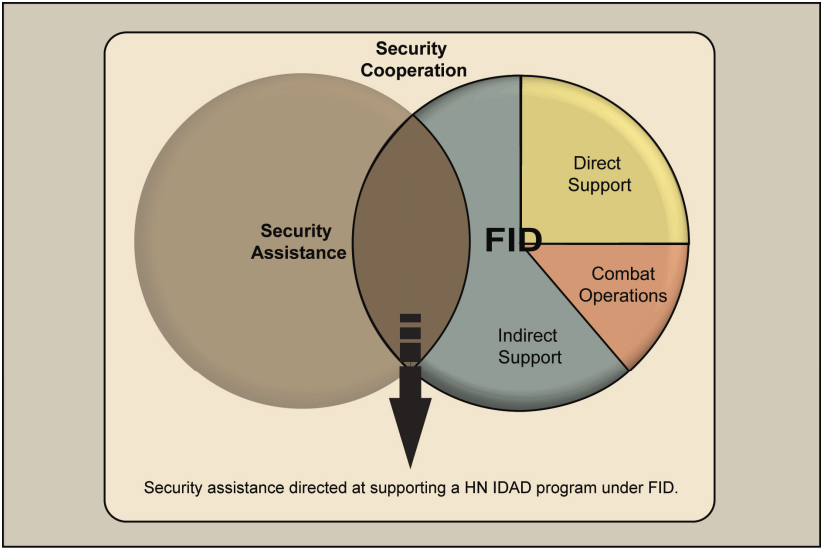 Security
Cooperation
Direct
Support
Security
Assistance
FID
Combat
Operations
Indirect
Support
Security assistance directed at supporting a HN IDAD program under FID.